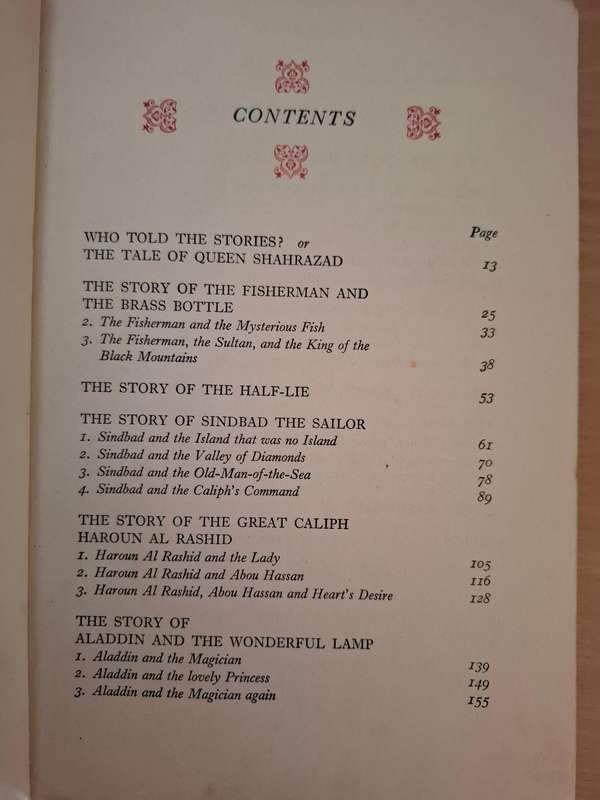 CONTENTS
Page
WHO TOLD THE STORIES? or
THE TALE OF QUEEN SHAHRAZAD 13
THE STORY OF THE FISHERMAN AND
THE BRASS BOTTLE 25
2. The Fisherman and the Mysterious Fish 33
3. The Fisherman, the Sultan, and the King of the
Black Mountains 38
THE STORY OF THE HALF-LIE 53
THE STORY OF SINDBAD THE SAILOR
1. Sindbad and the Island that was no Island 61
2. Sindbad and the Valley of Diamonds 70
3. Sindbad and the Old-Man-of-the-Sea 78
4. Sindbad and the Caliph's Command 89
THE STORY OF THE GREAT CALIPH
HAROUN AL RASHID
1. Haroun Al Rashid and the Lady 105
2. Haroun Al Rashid and Abou Hassan 116
3. Haroun Al Rashid, Abou Hassan and Heart's Desire 128
THE STORY OF
ALADDIN AND THE WONDERFUL LAMP
1. Aladdin and the Magician 139
2. Aladdin and the lovely Princess 149
3. Aladdin and the Magician again 155